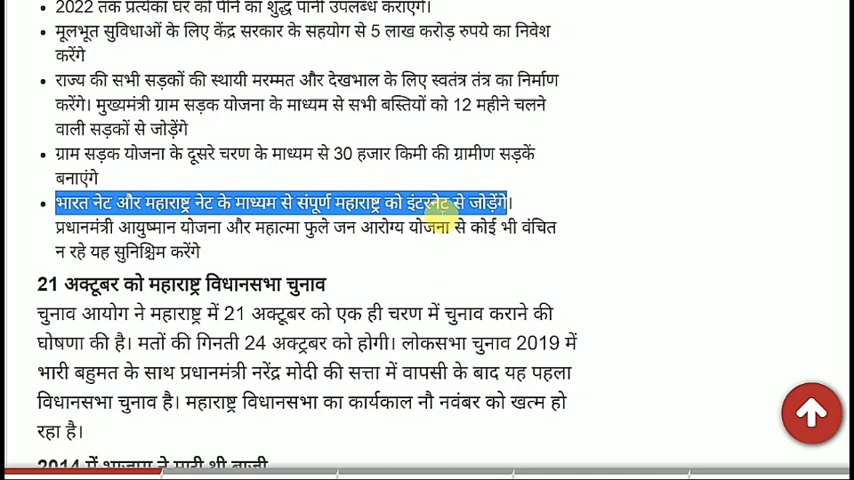 2022 तक प्रत्येका घर को पीने का शुद्ध पानी उपलब्ध कराएंगे।
मूलभूत सुविधाओं के लिए केंद्र सरकार के सहयोग से 5 लाख करोड़ रुपये का निवेश
करेंगे
राज्य की सभी सड़कों की स्थायी मरम्मत और देखभाल के लिए स्वतंत्र तंत्र का निर्माण
करेंगे। मुख्यमंत्री ग्राम सड़क योजना के माध्यम से सभी बस्तियों को 12 महीने चलने
वाली सड़कों से जोड़ेंगे
ग्राम सड़क योजना के दूसरे चरण के माध्यम से 30 हजार किमी की ग्रामीण सड़कें
बनाएंगे
भारत नेट और महाराष्ट्र नेट के माध्यम से संपूर्ण महाराष्ट्र को इंटरनेट से जोड़ेंगे।
प्रधानमंत्री आयुष्मान योजना और महात्मा फुले जन आरोग्य योजना से कोई भी वंचित
न रहे यह सुनिश्चिम करेंगे
21 अक्टूबर को महाराष्ट्र विधानसभा चुनाव
चुनाव आयोग ने महाराष्ट्र में 21 अक्टूबर को एक ही चरण में चुनाव कराने की
घोषणा की है। मतों की गिनती 24 अक्ट्रबर को होगी। लोकसभा चुनाव 2019 में
भारी बहुमत के साथ प्रधानमंत्री नरेंद्र मोदी की सत्ता में वापसी के बाद यह पहला
विधानसभा चुनाव है। महाराष्ट्र विधानसभा का कार्यकाल नौ नवंबर को खत्म हो
रहा है।
2014 में भाजपा ने मारी थी बाजी